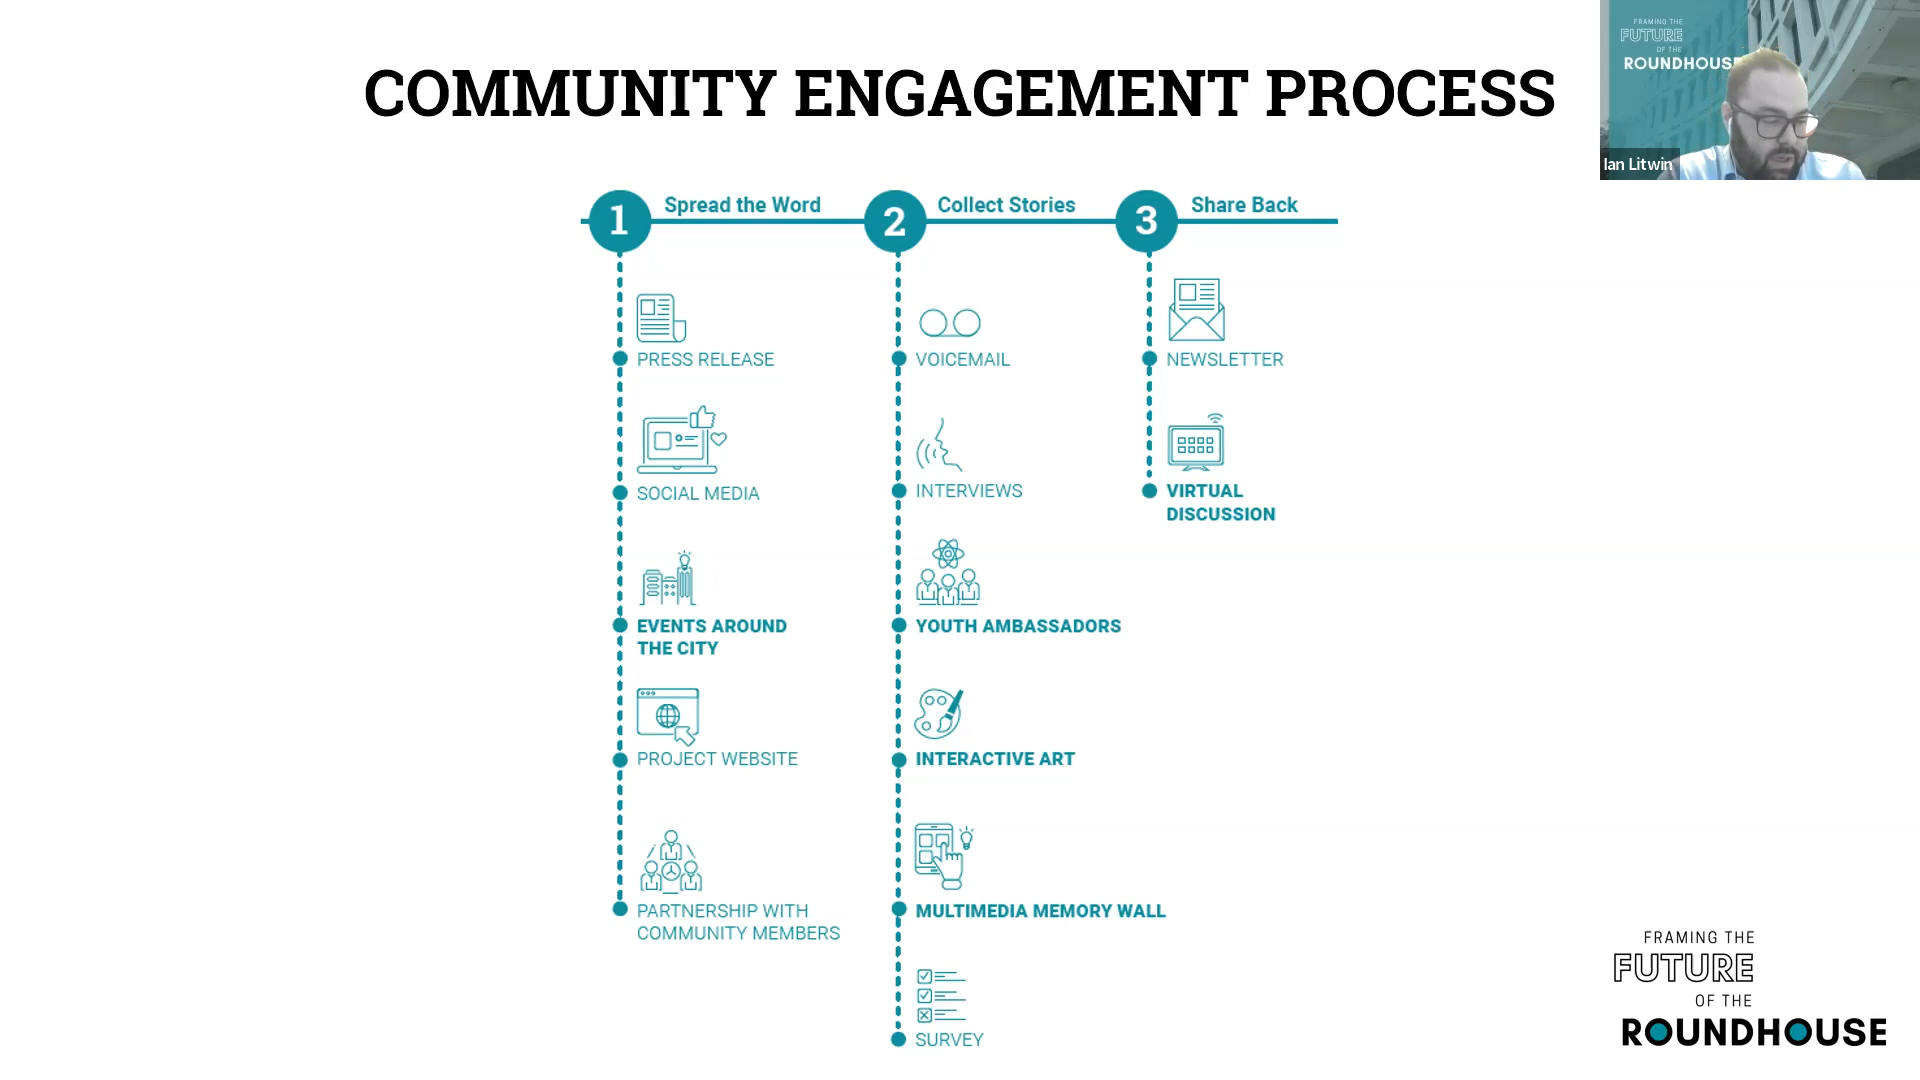 COMMUNITY ENGAGEMENT PROCESS
FRAMING THE
FUTURE
OF THE
ROUNDHOUSE
Ian Litwin
1
Spread the Word
PRESS RELEASE
SOCIAL MEDIA
EVENTS AROUND
THE CITY
PROJECT WEBSITE
PARTNERSHIP WITH
COMMUNITY MEMBERS
2
Collect Stories
VOICEMAIL
INTERVIEWS
YOUTH AMBASSADORS
INTERACTIVE ART
MULTIMEDIA MEMORY WALL
SURVEY
3
Share Back
NEWSLETTER
VIRTUAL
DISCUSSION
FRAMING THE
FUTURE
OF THE
ROUNDHOUSE